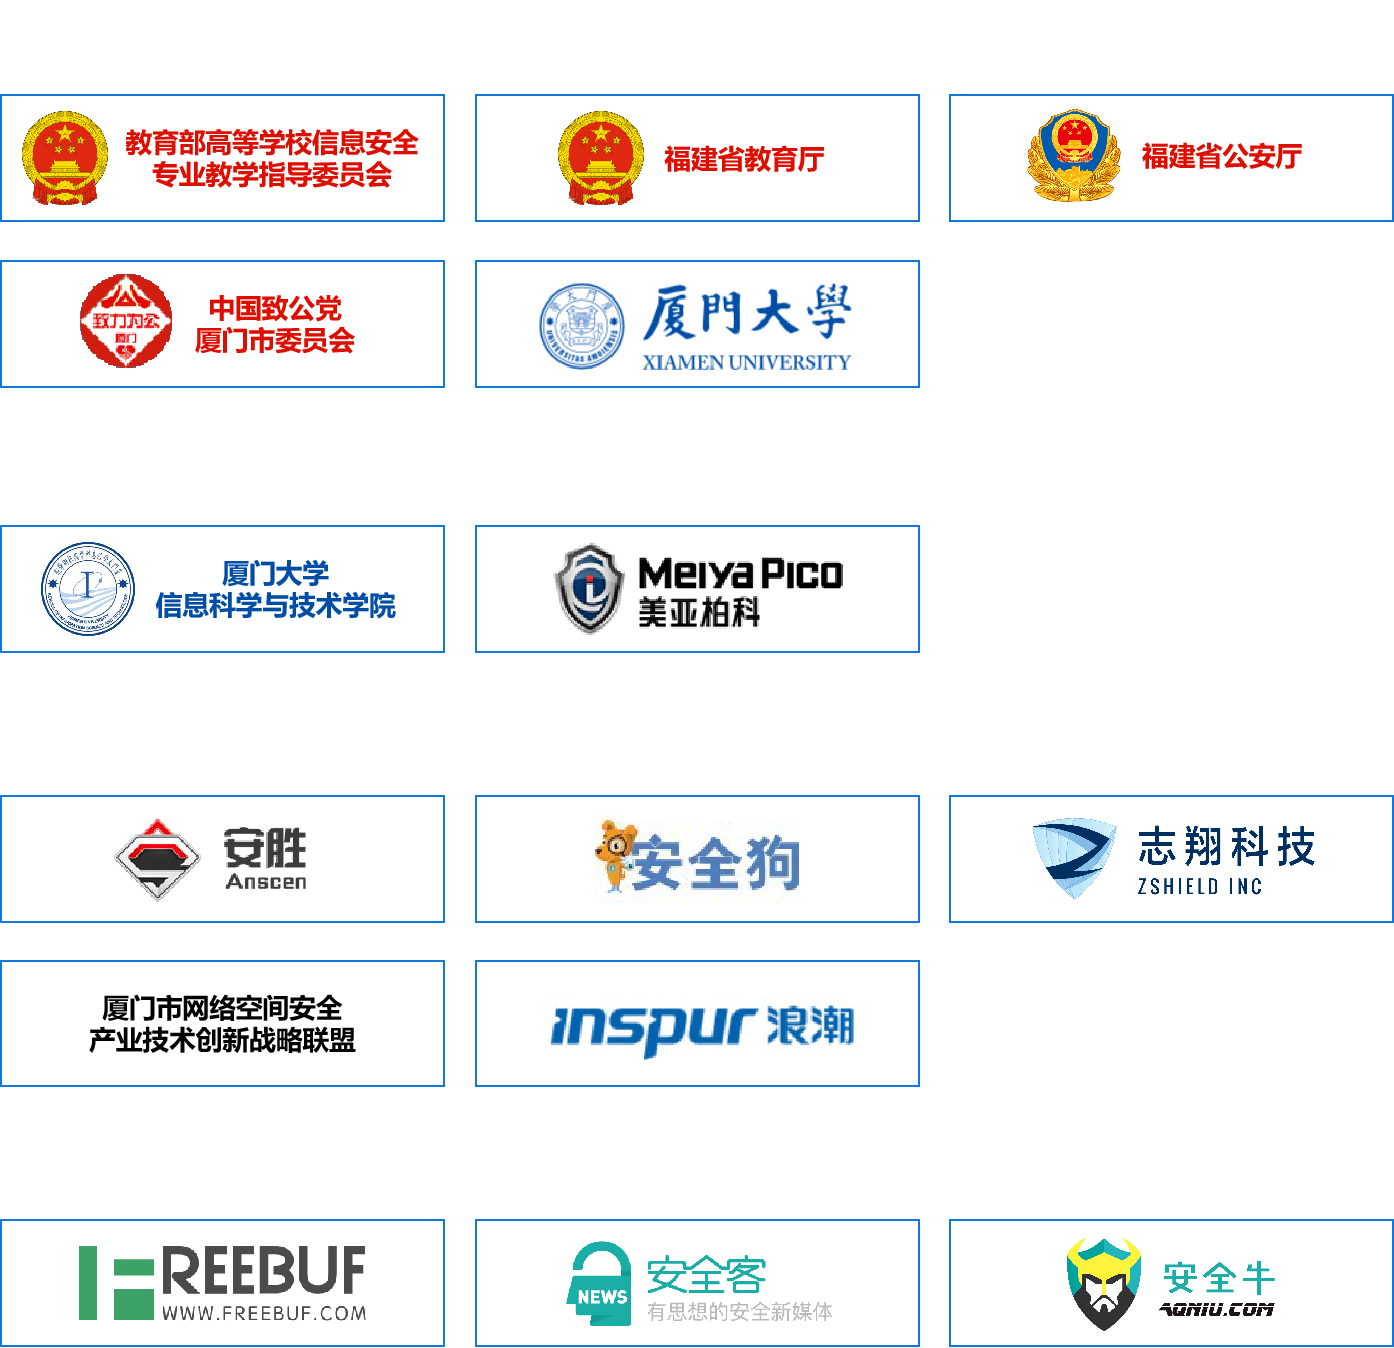 教育部高等学校信息安全
专业教学指导委员会
福建省教育厅
福建省公安厅
致力为公
厦门
中国致公党
厦门市委员会
廈門大學
XIAMEN UNIVERSITY
厦门大学
信息科学与技术学院
Meiya Pico
美亚柏科
安胜
Anscen
安全狗
志翔科技
ZSHIELD INC
厦门市网络空间安全
产业技术创新战略联盟
inspur 浪潮
FREEBUF
WWW.FREEBUF.COM
NEWS
安全客
有思想的安全新媒体
安全牛
AQNIU.COM